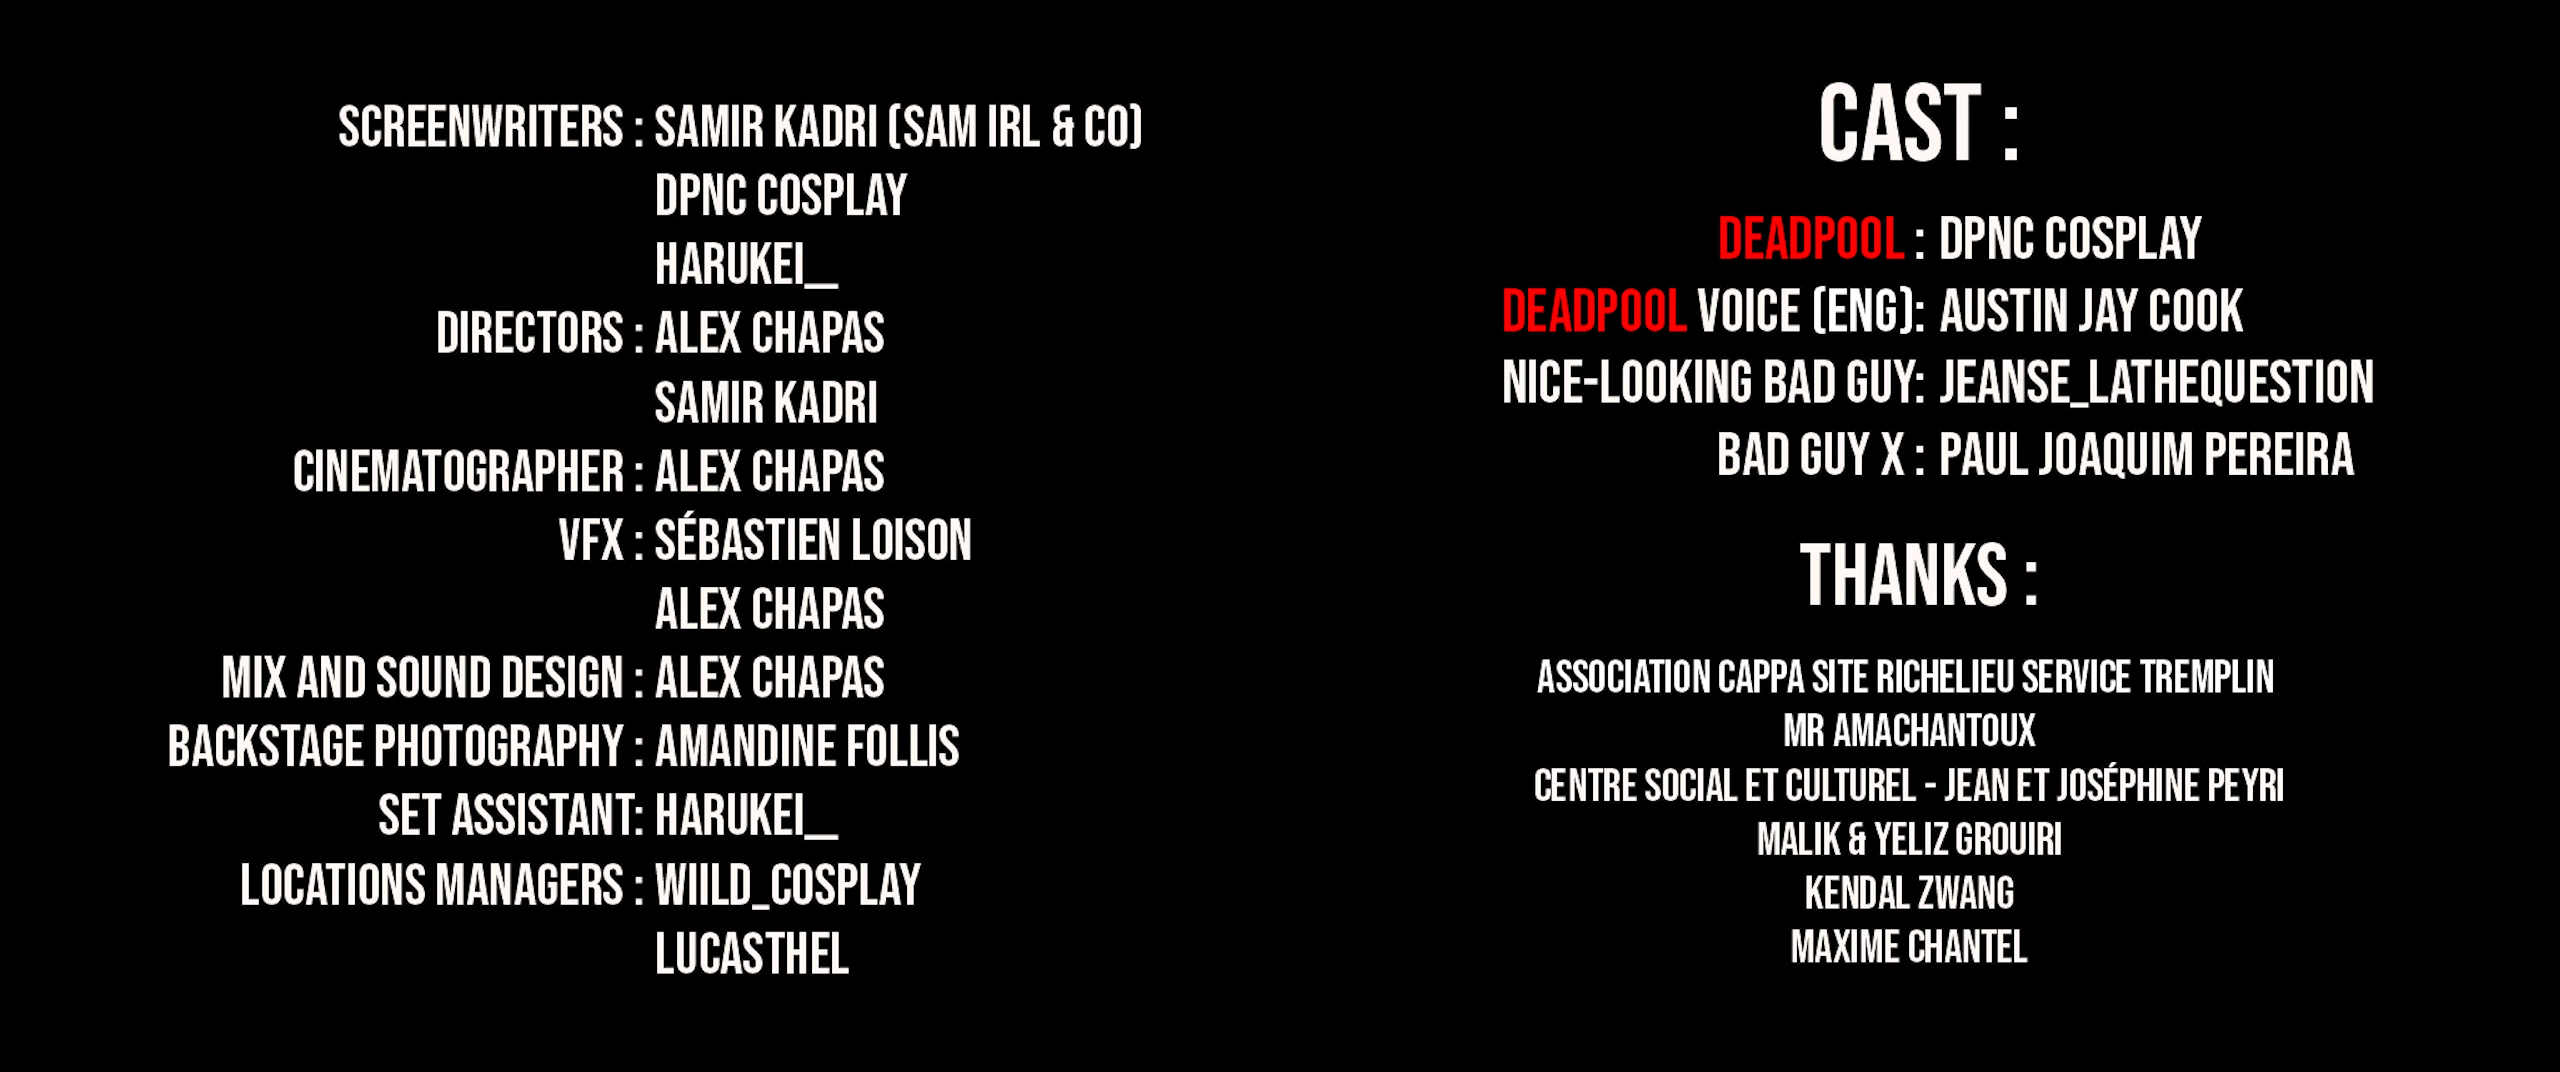 SCREENWRITERS : SAMIR KADRI (SAM IRL & CO)
DPNC COSPLAY
HARUKEI__
DIRECTORS : ALEX CHAPAS
SAMIR KADRI
CINEMATOGRAPHER : ALEX CHAPAS
VFX : SÉBASTIEN LOISON
ALEX CHAPAS
MIX AND SOUND DESIGN : ALEX CHAPAS
BACKSTAGE PHOTOGRAPHY : AMANDINE FOLLIS
SET ASSISTANT: HARUKEI__
LOCATIONS MANAGERS : WIILD_COSPLAY
LUCASTHEL
CAST :
DEADPOOL : DPNC COSPLAY
DEADPOOL VOICE (ENG): AUSTIN JAY COOK
NICE-LOOKING BAD GUY: JEANSE_LATHEQUESTION
BAD GUY X : PAUL JOAQUIM PEREIRA
THANKS :
ASSOCIATION CAPPA SITE RICHELIEU SERVICE TREMPLIN
MR AMACHANTOUX
CENTRE SOCIAL ET CULTUREL - JEAN ET JOSÉPHINE PEYRI
MALIK & YELIZ GROUIRI
KENDAL ZWANG
MAXIME CHANTEL